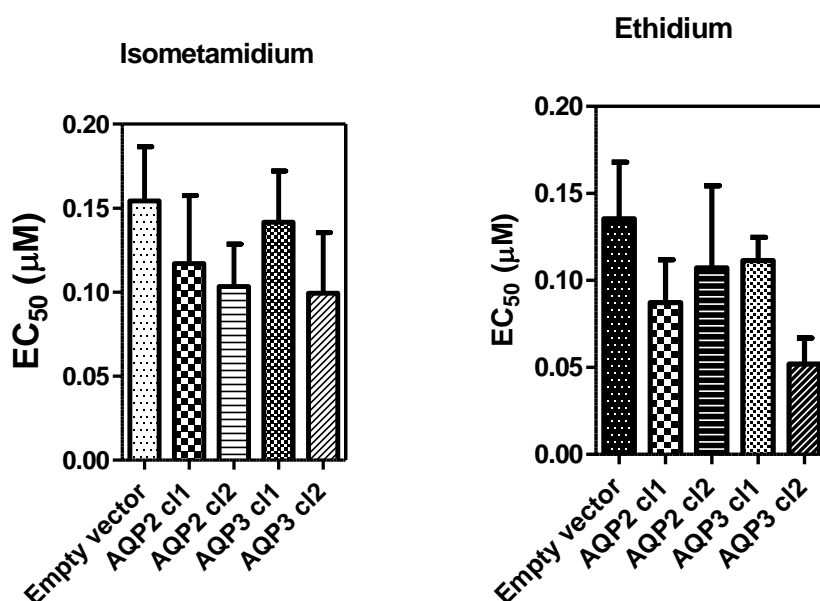 Isometamidium
EC50 (μM)
0.20
0.15
0.10
0.05
0.00
Empty vector
AQP2 cl1
AQP2 cl2
AQP3 cl1
AQP3 cl2
Ethidium
EC50 (μM)
0.20
0.15
0.10
0.05
0.00
Empty vector
AQP2 cl1
AQP2 cl2
AQP3 cl1
AQP3 cl2